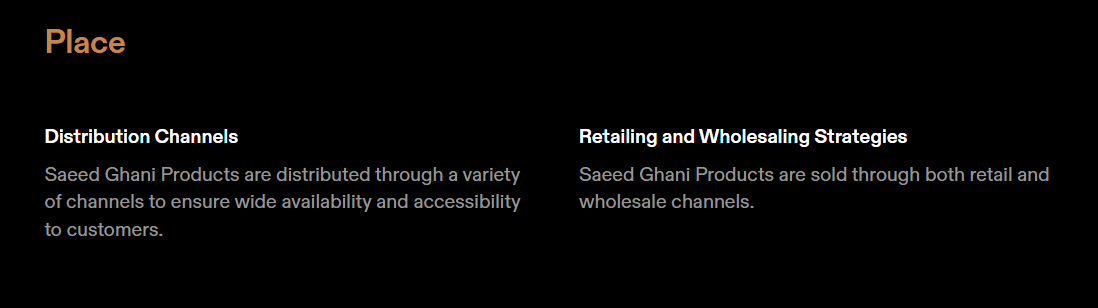 Place
Distribution Channels
Saeed Ghani Products are distributed through a variety
of channels to ensure wide availability and accessibility
to customers.
Retailing and Wholesaling Strategies
Saeed Ghani Products are sold through both retail and
wholesale channels.